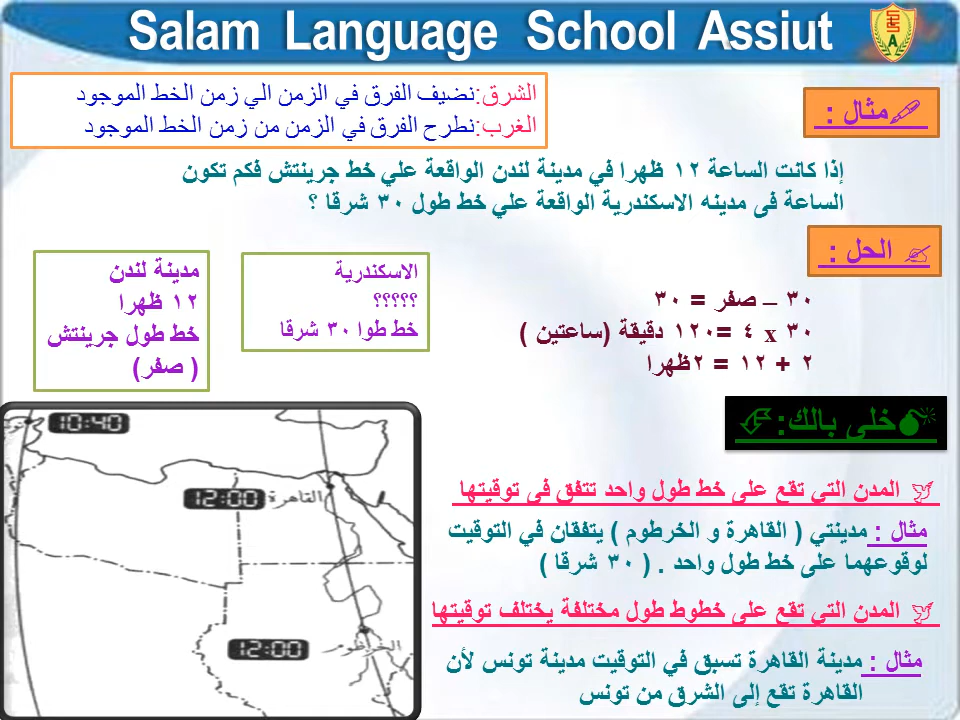 Salam Language School Assiut
الشرق:نضيف الفرق في الزمن الي زمن الخط الموجود
الغرب:نطرح الفرق في الزمن من زمن الخط الموجود
مثال :
إذا كانت الساعة ١٢ ظهرا في مدينة لندن الواقعة علي خط جرينتش فكم تكون
الساعة فى مدينه الاسكندرية الواقعة علي خط طول ٣٠ شرقا ؟
الحل :
٣٠ – صفر = ٣٠
٣٠ x ٤ =١٢٠ دقيقة (ساعتين )
٢ + ١٢ = ٢ظهرا
الاسكندرية
؟؟؟؟؟
خط طوا ٣٠ شرقا
مدينة لندن
١٢ ظهرا
خط طول جرينتش
( صفر)
خلى بالك:
المدن التي تقع على خط طول واحد تتفق فى توقيتها
مثال : مدينتي ( القاهرة و الخرطوم ) يتفقان في التوقيت
لوقوعهما على خط طول واحد . ( ٣٠ شرقا )
المدن التي تقع على خطوط طول مختلفة يختلف توقيتها
مثال : مدينة القاهرة تسبق في التوقيت مدينة تونس لأن
القاهرة تقع إلى الشرق من تونس
10:40
القاهرة 12:00
الخرطوم
12:00